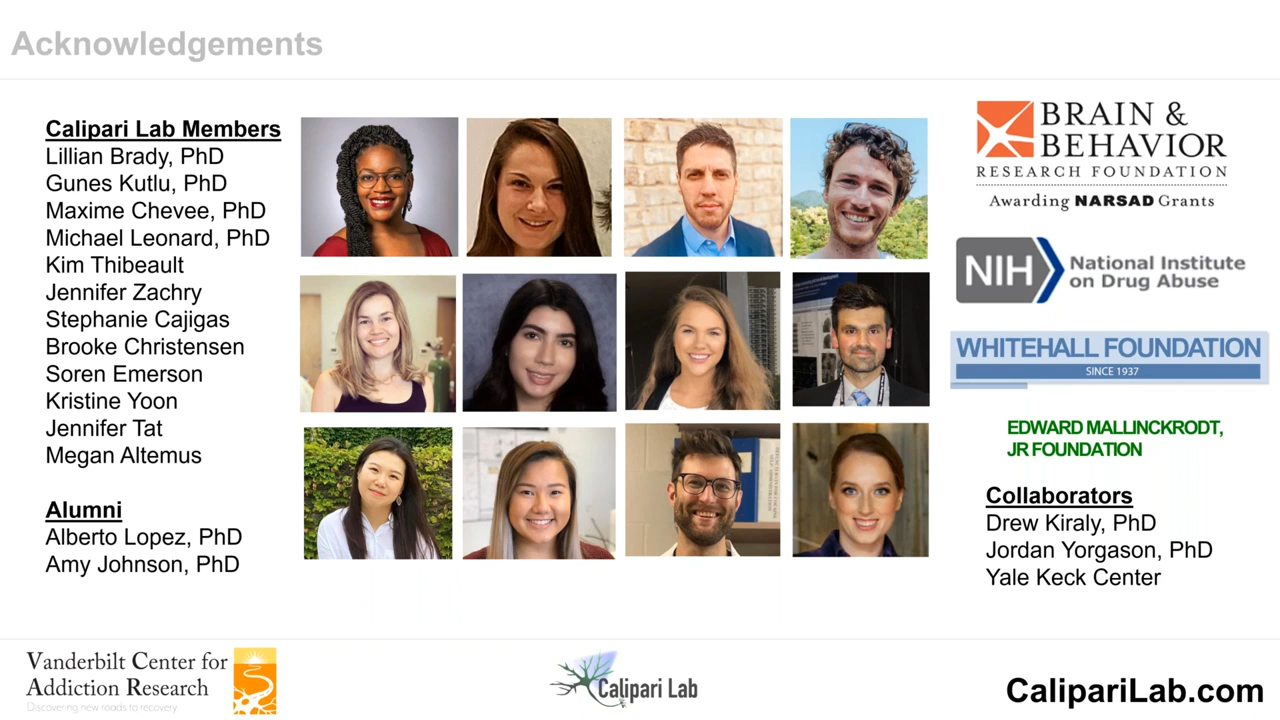 Acknowledgements
Calipari Lab Members
Lillian Brady, PhD
Gunes Kutlu, PhD
Maxime Chevee, PhD
Michael Leonard, PhD
Kim Thibeault
Jennifer Zachry
Stephanie Cajigas
Brooke Christensen
Soren Emerson
Kristine Yoon
Jennifer Tat
Megan Altemus
Alumni
Alberto Lopez, PhD
Amy Johnson, PhD
BRAIN &
BEHAVIOR
RESEARCH FOUNDATION
Awarding NARSAD Grants
NIH
National Institute
on Drug Abuse
WHITEHALL FOUNDATION
SINCE 1937
EDWARD MALLINCKRODT,
JR FOUNDATION
Collaborators
Drew Kiraly, PhD
Jordan Yorgason, PhD
Yale Keck Center
Vanderbilt Center for
Addiction Research
Discovering new roads to recovery
Calipari Lab
CalipariLab.com